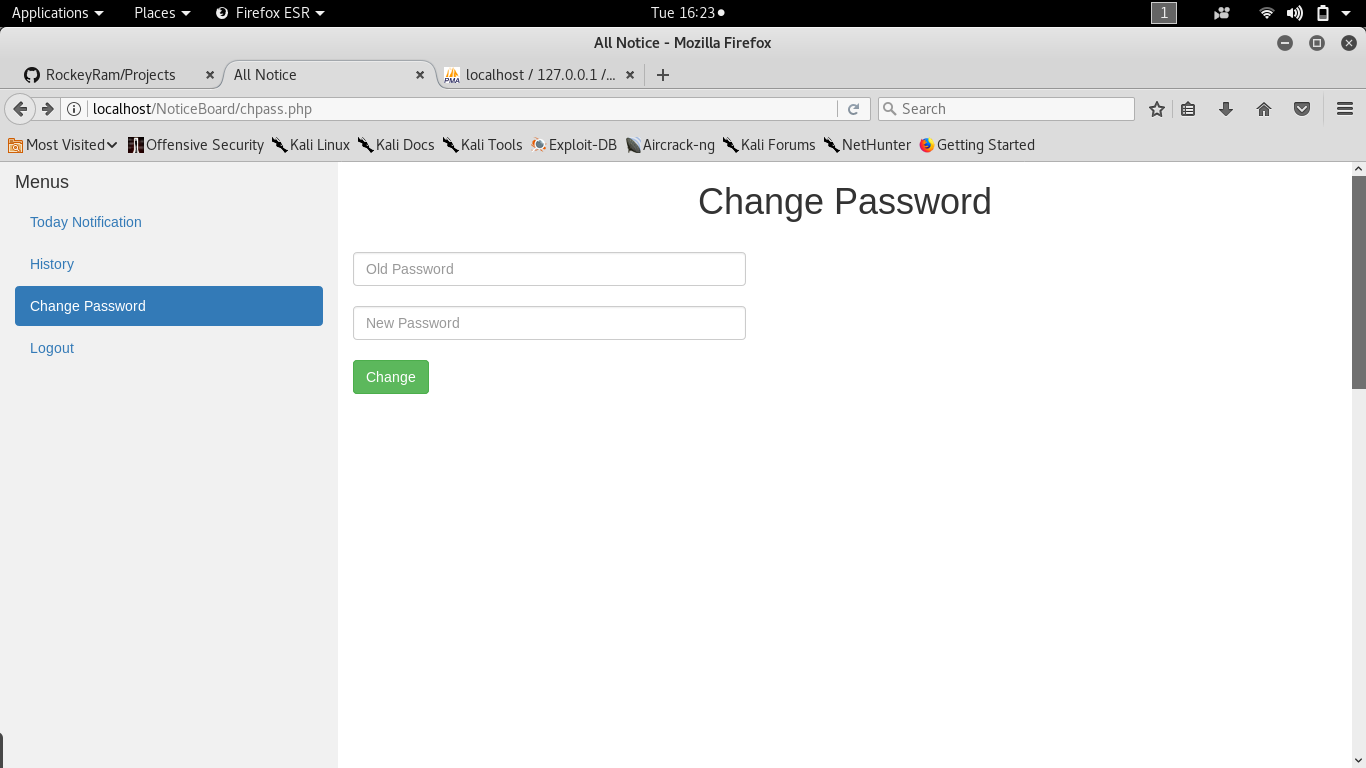 Applications Places Firefox ESR Tue 16:23 1
All Notice - Mozilla Firefox
RockeyRam/Projects All Notice PMA localhost / 127.0.0.1 /...
localhost/NoticeBoard/chpass.php Search
Most Visited Offensive Security Kali Linux Kali Docs Kali Tools Exploit-DB Aircrack-ng Kali Forums NetHunter Getting Started
Menus
Today Notification
History
Change Password
Logout
Change Password
Old Password
New Password
Change